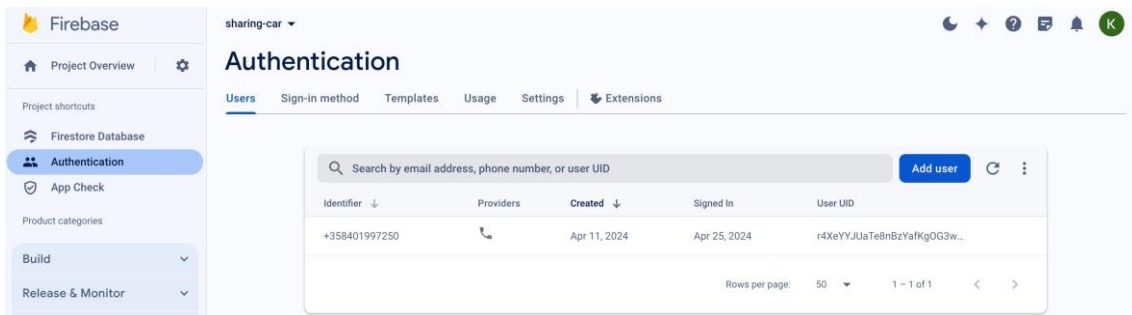 Firebase
sharing-car
K
Project Overview
Authentication
Users Sign-in method Templates Usage Settings Extensions
Project shortcuts
Firestore Database
Authentication
App Check
Product categories
Build
Release & Monitor
Search by email address, phone number, or user UID
Add user
Identifier Providers Created Signed In User UID
+358401997250 Apr 11, 2024 Apr 25, 2024 r4XeYYJUaTe8nBzYafKgOG3w...
Rows per page: 50 1 – 1 of 1